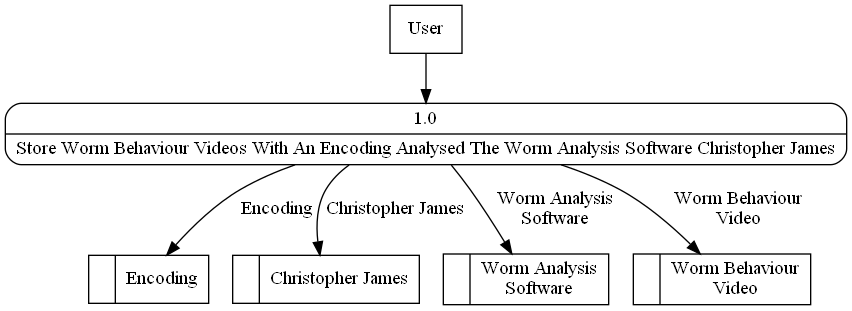 User
1.0
Store Worm Behaviour Videos With An Encoding Analysed The Worm Analysis Software Christopher James
Encoding
Christopher James
Worm Analysis
Software
Worm Behaviour
Video
Encoding
Christopher James
Worm Analysis
Software
Worm Behaviour
Video